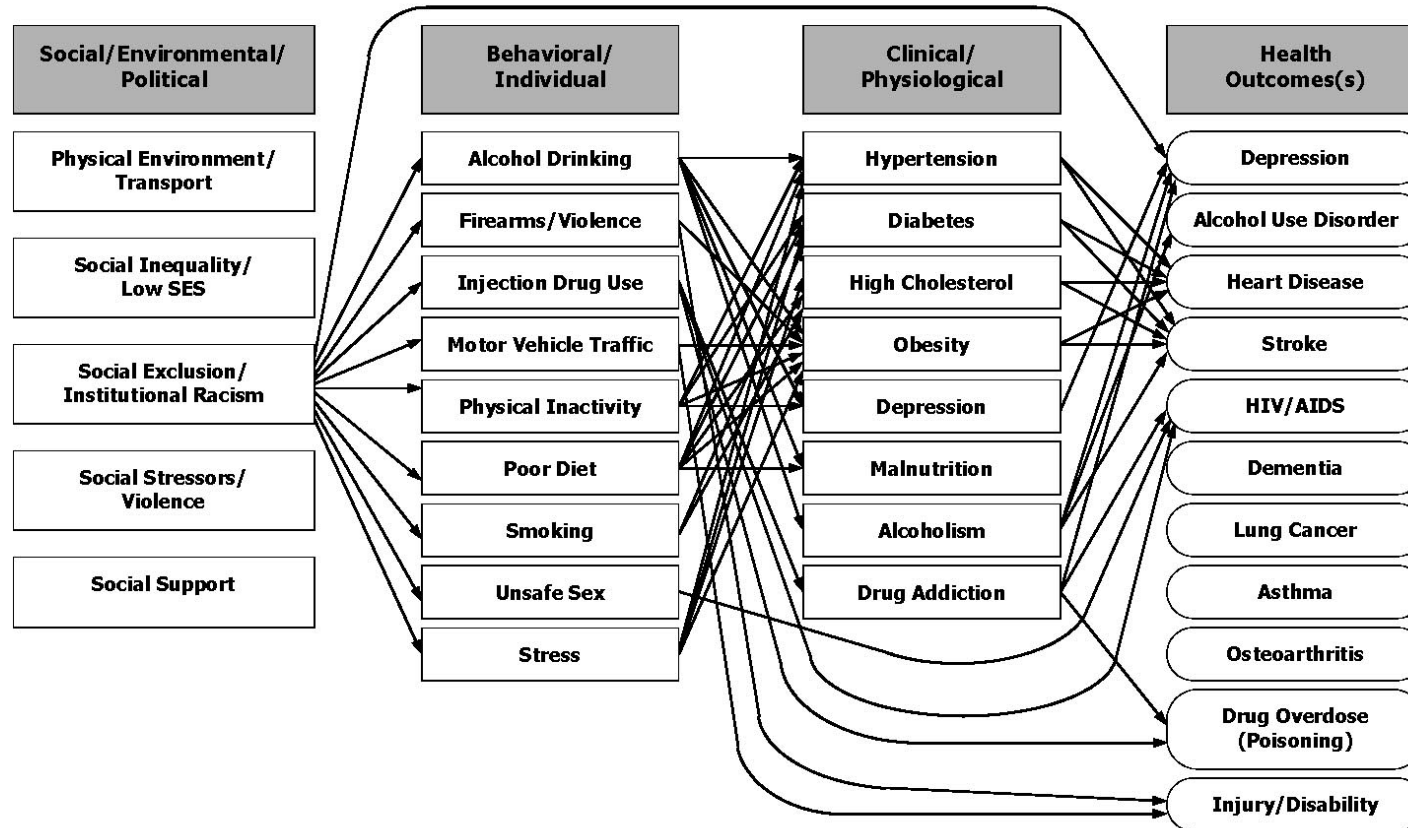 Social/Environmental/
Political
Physical Environment/
Transport
Social Inequality/
Low SES
Social Exclusion/
Institutional Racism
Social Stressors/
Violence
Social Support
Behavioral/
Individual
Alcohol Drinking
Firearms/Violence
Injection Drug Use
Motor Vehicle Traffic
Physical Inactivity
Poor Diet
Smoking
Unsafe Sex
Stress
Clinical/
Physiological
Hypertension
Diabetes
High Cholesterol
Obesity
Depression
Malnutrition
Alcoholism
Drug Addiction
Health
Outcomes(s)
Depression
Alcohol Use Disorder
Heart Disease
Stroke
HIV/AIDS
Dementia
Lung Cancer
Asthma
Osteoarthritis
Drug Overdose
(Poisoning)
Injury/Disability